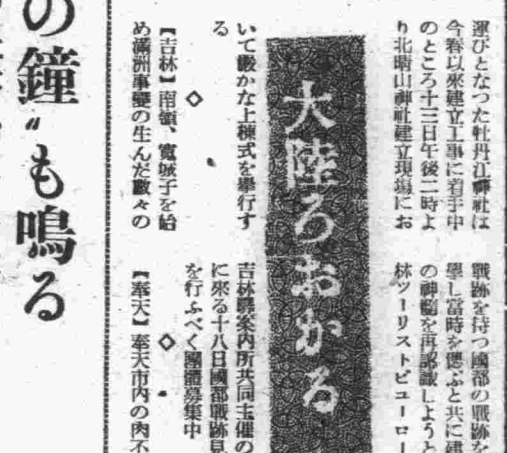 大陸ろおかる
運びとなつた牡丹江神社は
今春以來建立工事に着手中
のところ十三日午後二時よ
り北晴山神社建立現場にお
いて嚴かな上棟式を擧行す
る
◇
【吉林】南嶺、寬城子を始
め滿洲事變の生んだ數々の
戰跡を持つ國都の戰跡を
擧し當時を偲ぶと共に建
の神髓を再認識しようと
林ツーリストビユーロー
吉林縣案内所共同主催の
に來る十八日國都戰跡見
を行ふべく團體募集中
◇
【奉天】奉天市内の肉不
の鐘〟も鳴る